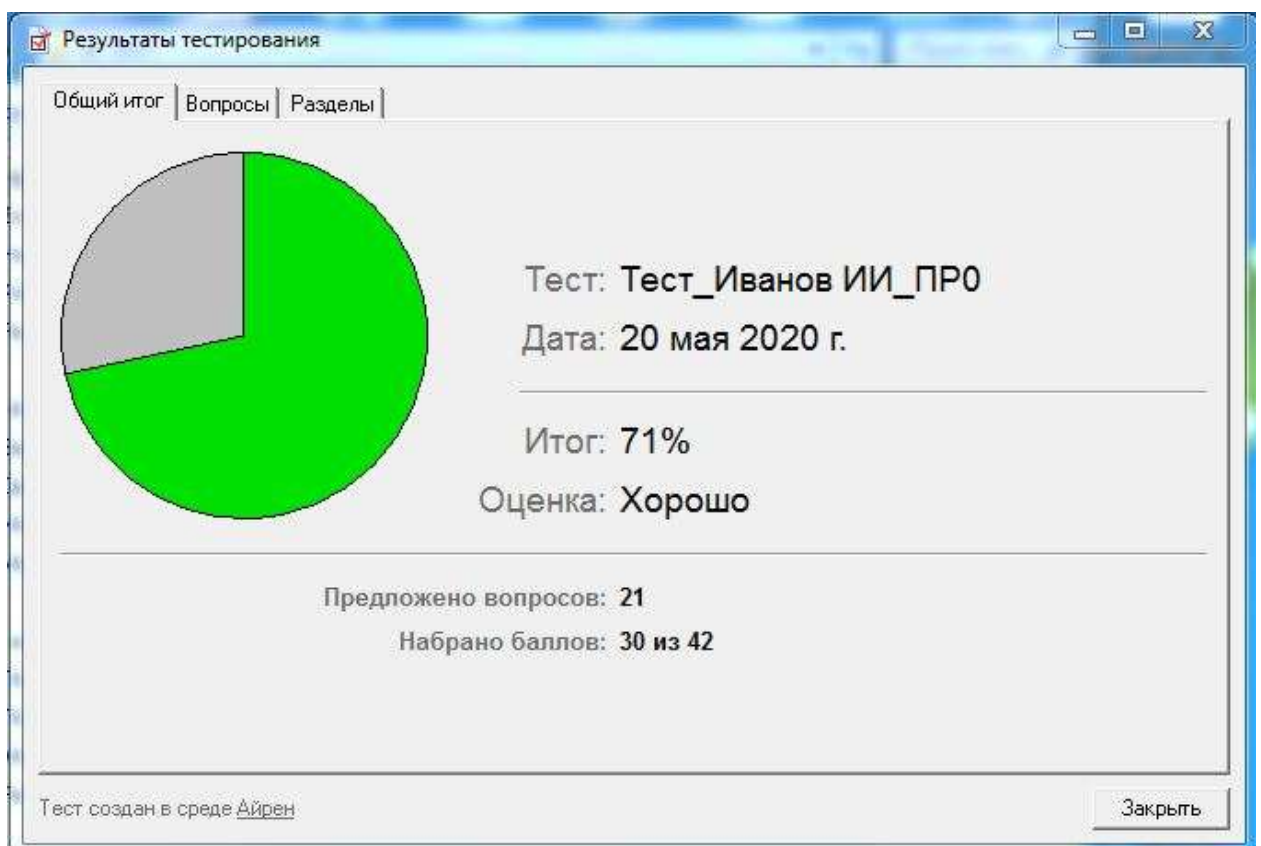 Результаты тестирования
Общий итог Вопросы Разделы
Тест: Тест_Иванов ИИ_ПР0
Дата: 20 мая 2020 г.
Итог: 71%
Оценка: Хорошо
Предложено вопросов: 21
Набрано баллов: 30 из 42
Тест создан в среде Айрен
Закрыть